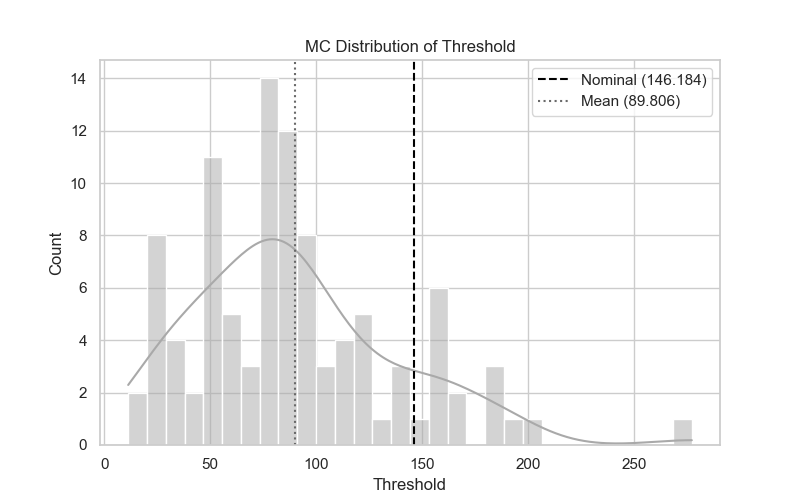 MC Distribution of Threshold
Nominal (146.184)
Mean (89.806)
Count
14
12
10
8
6
4
2
0
0 50 100 150 200 250
Threshold